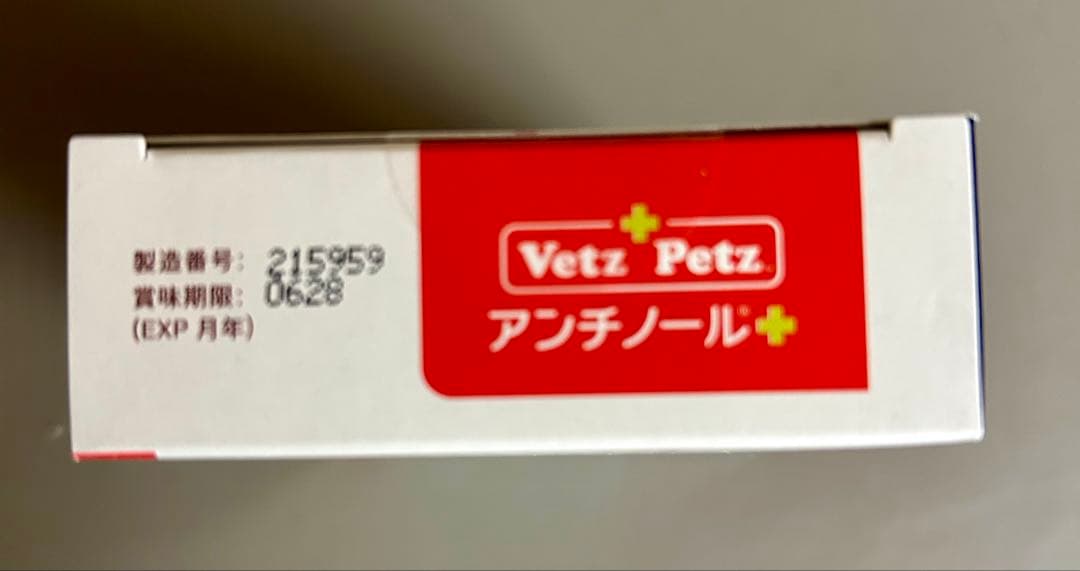 製造番号: 215959
賞味期限: 0628
(EXP 月年)
Vetz Petz
アンチノール